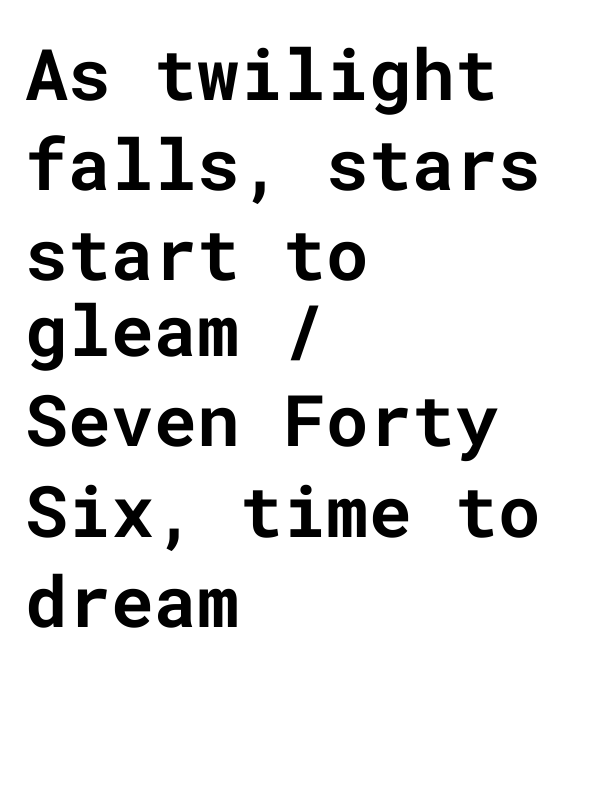 As twilight
falls, stars
start to
gleam /
Seven Forty
Six, time to
dream